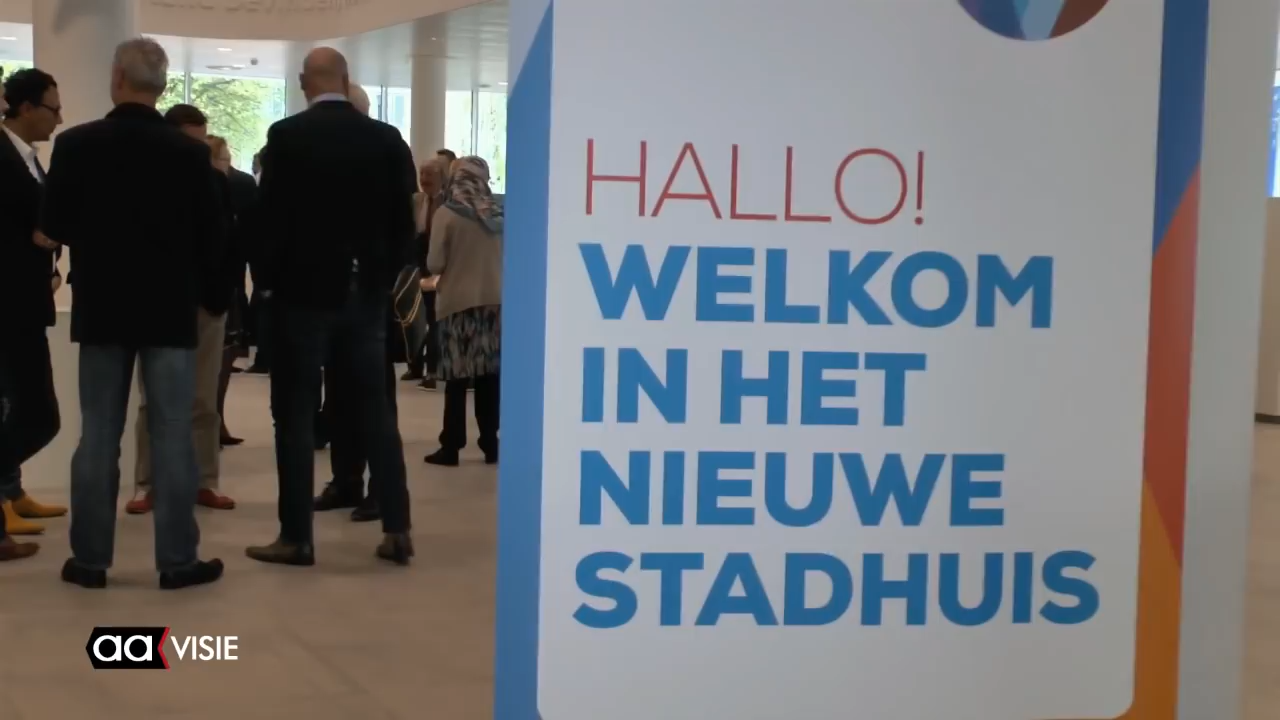 HALLO!
WELKOM
IN HET
NIEUWE
STADHUIS
aa VISIE